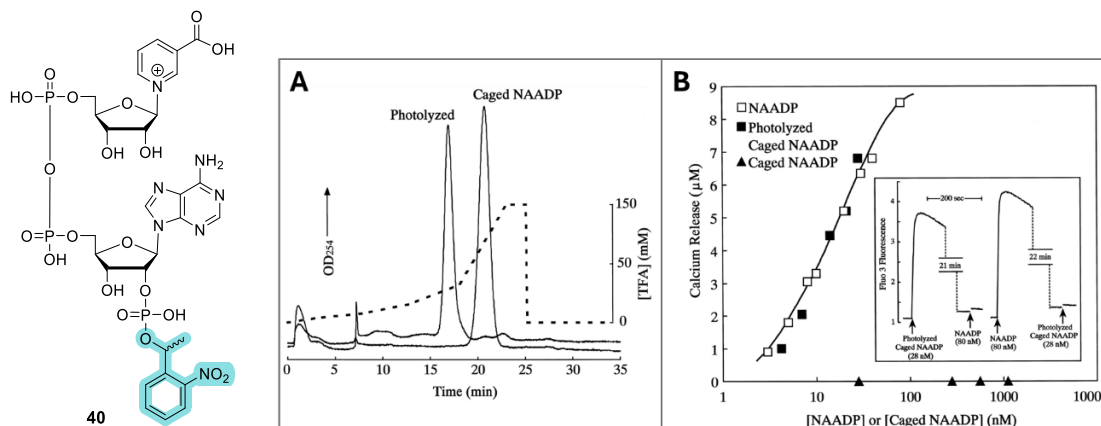 O
OH
N
+
O
HO
P
O
O
OH
OH
O
NH2
N
N
N
N
O
P
O
O
OH
HO
O
O
P
OH
O
NO2
40
A
Caged NAADP
Photolyzed
OD254
150
50
0
[TFA] (mM)
0 5 10 15 20 25 30 35
Time (min)
B
9
8
7
6
5
4
3
2
1
0
Calcium Release (µM)
NAADP
Photolyzed
Caged NAADP
Caged NAADP
1 10 100 1000 1000
[NAADP] or [Caged NAADP] (nM)
4
3
2
1
Fluo 3 Fluorescence
200 sec
21 min
22 min
Photolyzed
Caged NAADP
(28 nM)
NAADP
(80 nM)
NAADP
(80 nM)
Photolyzed
Caged NAADP
(28 nM)